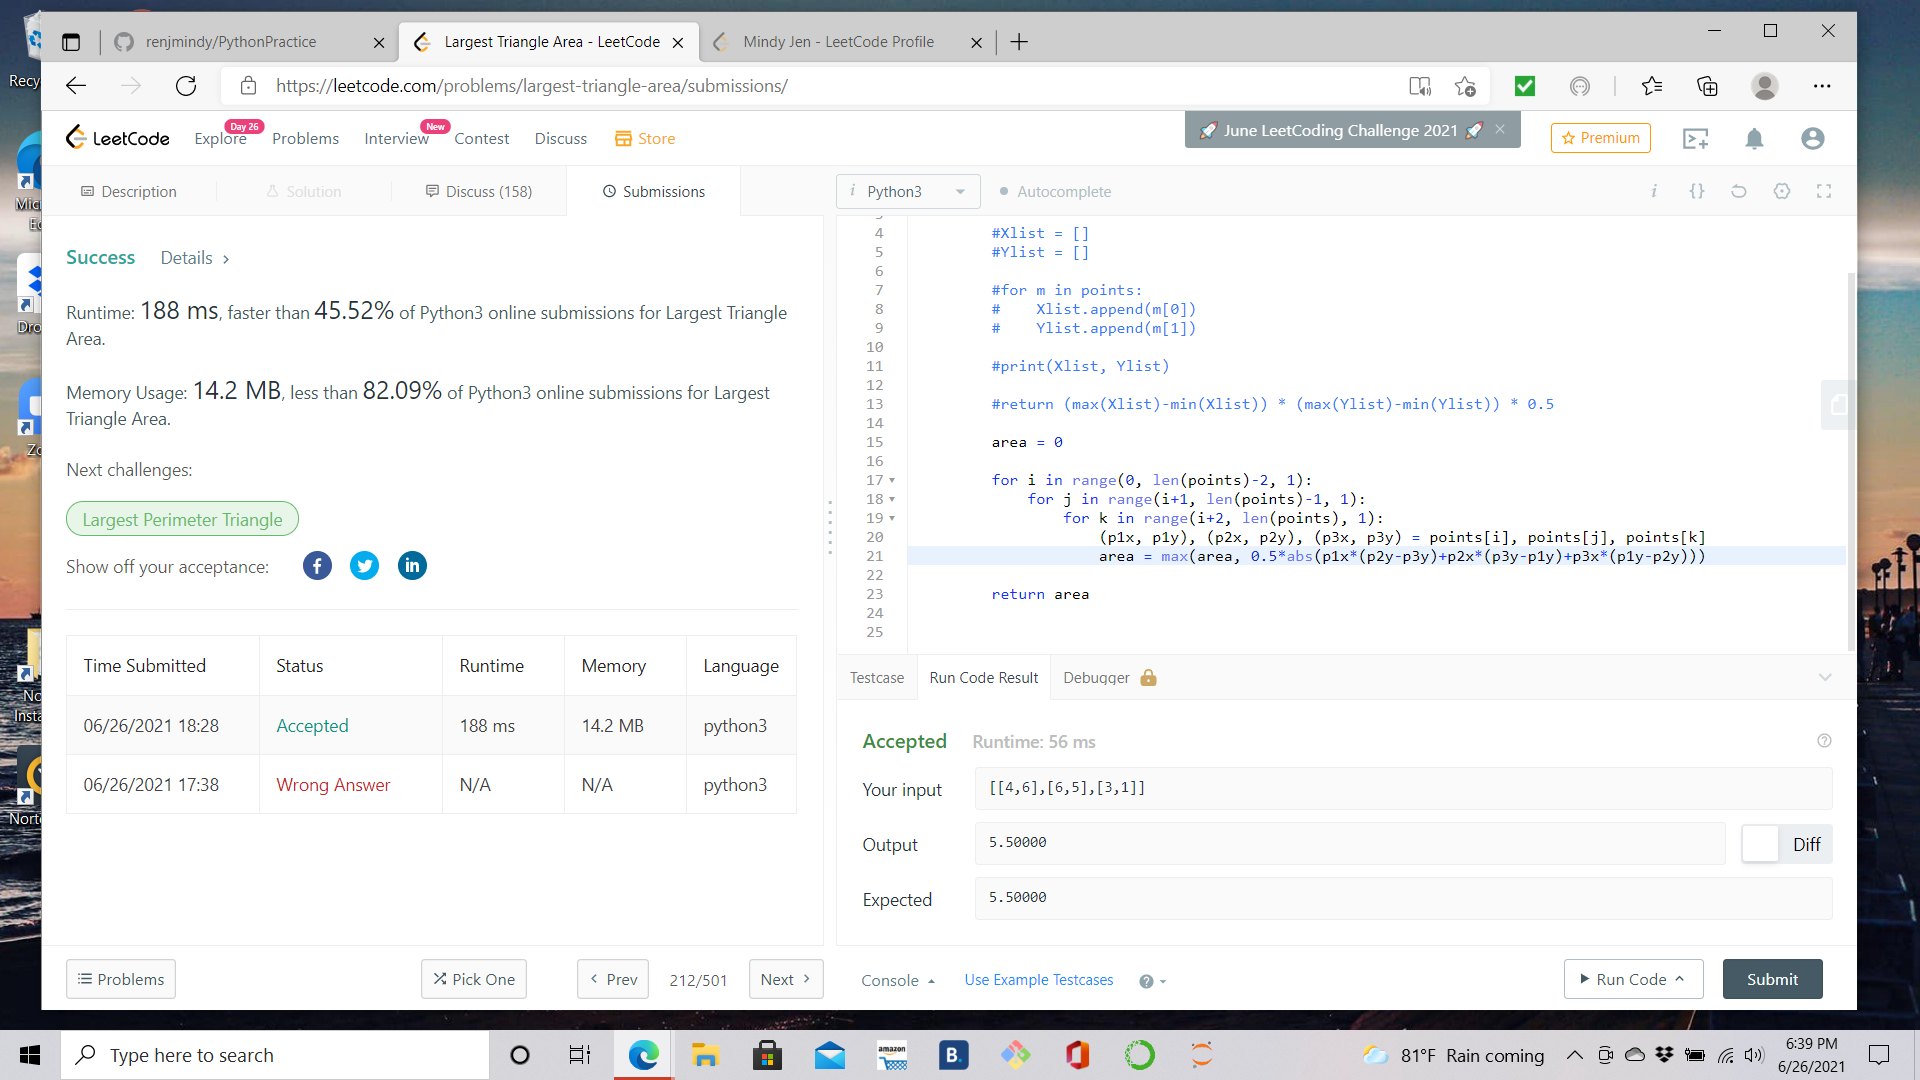 Recy
renjmindy/PythonPractice
Largest Triangle Area - LeetCode
Mindy Jen - LeetCode Profile
https://leetcode.com/problems/largest-triangle-area/submissions/
LeetCode
Explore
Day 26
Problems
Interview
New
Contest
Discuss
Store
June LeetCoding Challenge 2021
Premium
Description
Solution
Discuss (158)
Submissions
i Python3
Autocomplete
Success
Details
Runtime: 188 ms, faster than 45.52% of Python3 online submissions for Largest Triangle
Area.
Memory Usage: 14.2 MB, less than 82.09% of Python3 online submissions for Largest
Triangle Area.
Next challenges:
Largest Perimeter Triangle
Show off your acceptance:
Time Submitted Status Runtime Memory Language
06/26/2021 18:28 Accepted 188 ms 14.2 MB python3
06/26/2021 17:38 Wrong Answer N/A N/A python3
4 #Xlist = []
5 #Ylist = []
6
7 #for m in points:
8 #    Xlist.append(m[0])
9 #    Ylist.append(m[1])
10
11 #print(Xlist, Ylist)
12
13 #return (max(Xlist)-min(Xlist)) * (max(Ylist)-min(Ylist)) * 0.5
14
15 area = 0
16
17 for i in range(0, len(points)-2, 1):
18 for j in range(i+1, len(points)-1, 1):
19 for k in range(i+2, len(points), 1):
20 (p1x, p1y), (p2x, p2y), (p3x, p3y) = points[i], points[j], points[k]
21 area = max(area, 0.5*abs(p1x*(p2y-p3y)+p2x*(p3y-p1y)+p3x*(p1y-p2y)))
22
23 return area
24
25
Testcase
Run Code Result
Debugger
Accepted
Runtime: 56 ms
Your input
[[4,6],[6,5],[3,1]]
Output
5.50000
Diff
Expected
5.50000
Problems
Pick One
Prev
212/501
Next
Console
Use Example Testcases
Run Code
Submit
Type here to search
amazon
B.
81°F Rain coming
6:39 PM
6/26/2021